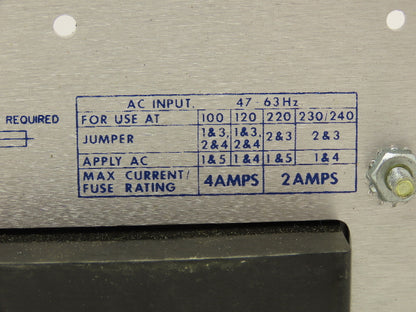 AC INPUT, 47-63Hz
REQUIRED
FOR USE AT 100 120 220 230/240
JUMPER 1&3, 2&4 1&3, 2&4 2&3 2&3
APPLY AC 1&5 1&4 1&5 1&4
MAX CURRENT/ FUSE RATING 4AMPS 2AMPS